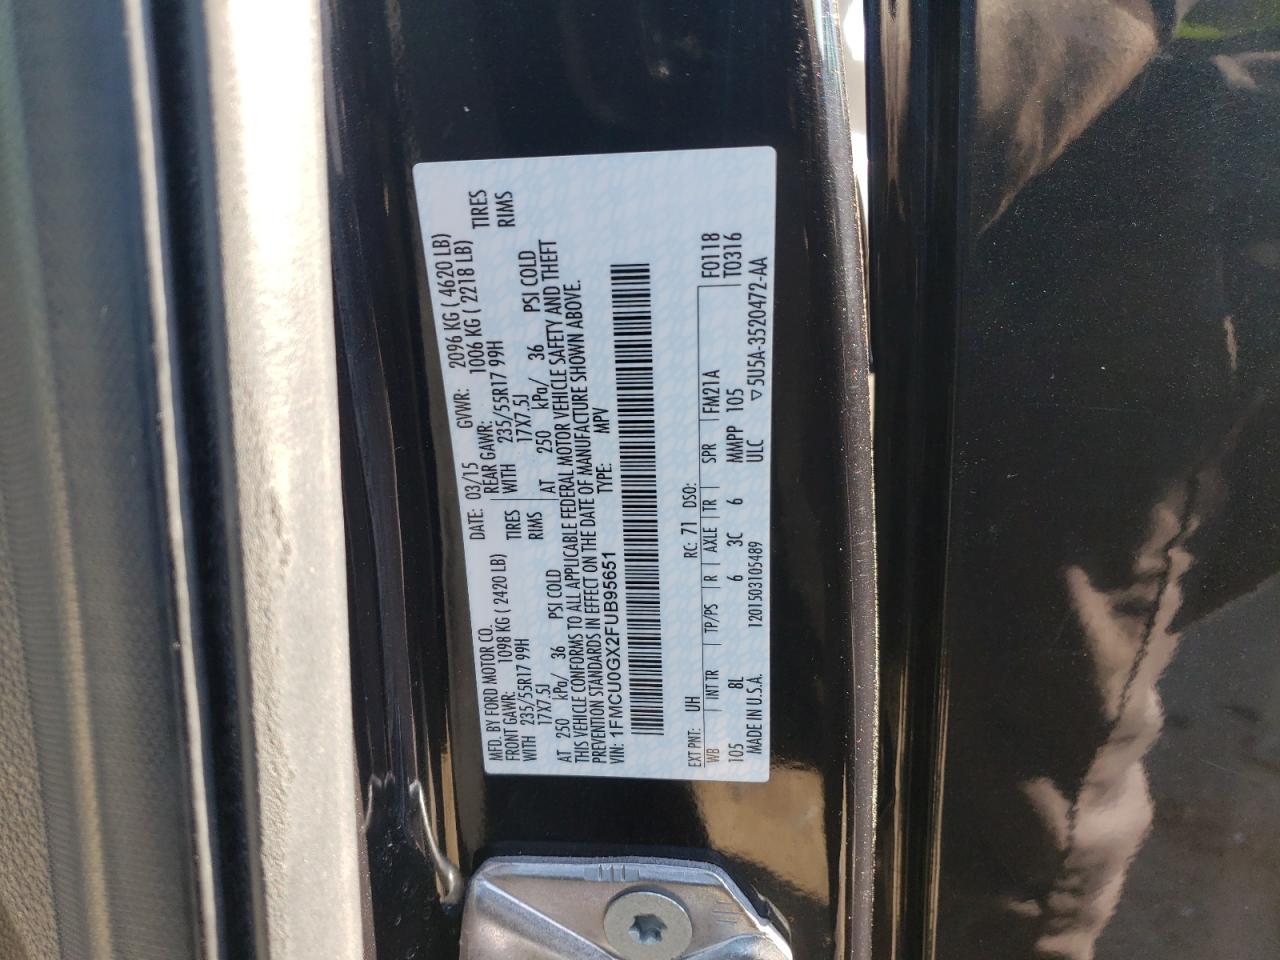 MFD. BY FORD MOTOR CO. DATE: 03/15 GVWR: 2096 KG ( 4620 LB)
FRONT GAWR: 1098 KG ( 2420 LB) REAR GAWR: 1006 KG ( 2218 LB)
WITH 235/55R17 99H TIRES WITH 235/55R17 99H TIRES
17X7.5J RIMS 17X7.5J RIMS
AT 250 kPa/ 36 PSI COLD AT 250 kPa/ 36 PSI COLD
THIS VEHICLE CONFORMS TO ALL APPLICABLE FEDERAL MOTOR VEHICLE SAFETY AND THEFT
PREVENTION STANDARDS IN EFFECT ON THE DATE OF MANUFACTURE SHOWN ABOVE.
VIN: 1FMCU0GX2FUB95651 TYPE: MPV
EXT PNT: UH RC: 71 DSO: F0118
WB INT TR TP/PS R AXLE TR SPR FM21A T0316
105 8L 6 3C 6 MMPP 105
MADE IN U.S.A. 1201503105489 ULC ▽5U5A-3520472-AA